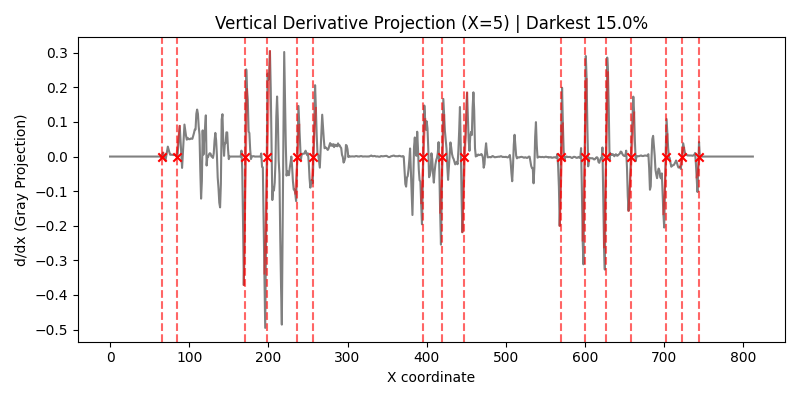 Vertical Derivative Projection (X=5) | Darkest 15.0%
d/dx (Gray Projection)
0.3
0.2
0.1
0.0
−0.1
−0.2
−0.3
−0.4
−0.5
0 100 200 300 400 500 600 700 800
X coordinate